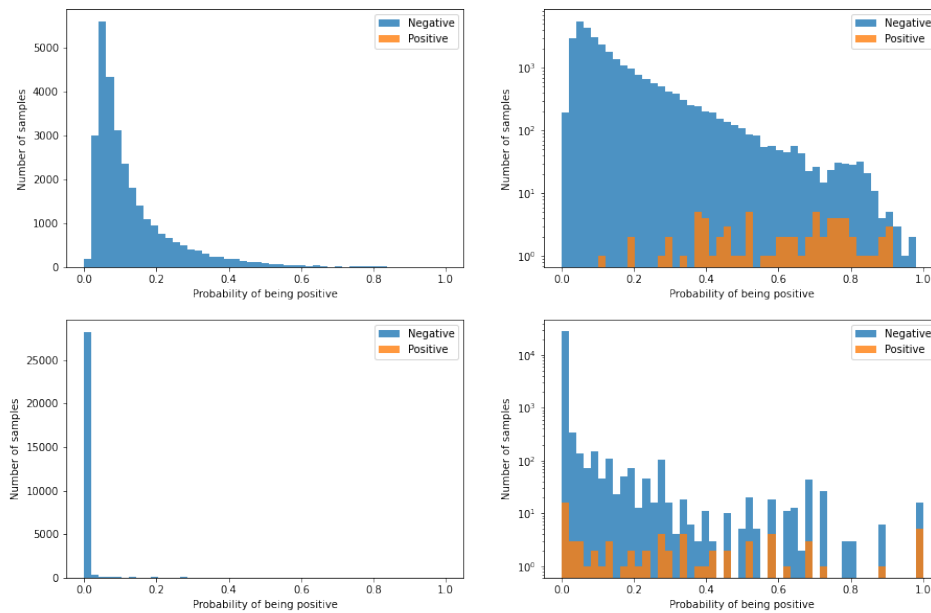 Negative
Positive
Number of samples
5000
4000
3000
2000
1000
0
0.0 0.2 0.4 0.6 0.8 1.0
Probability of being positive
Negative
Positive
Number of samples
10³
10²
10¹
10⁰
0.0 0.2 0.4 0.6 0.8 1.0
Probability of being positive
Negative
Positive
Number of samples
25000
20000
15000
10000
5000
0
0.0 0.2 0.4 0.6 0.8 1.0
Probability of being positive
Negative
Positive
Number of samples
10⁴
10³
10²
10¹
10⁰
0.0 0.2 0.4 0.6 0.8 1.0
Probability of being positive